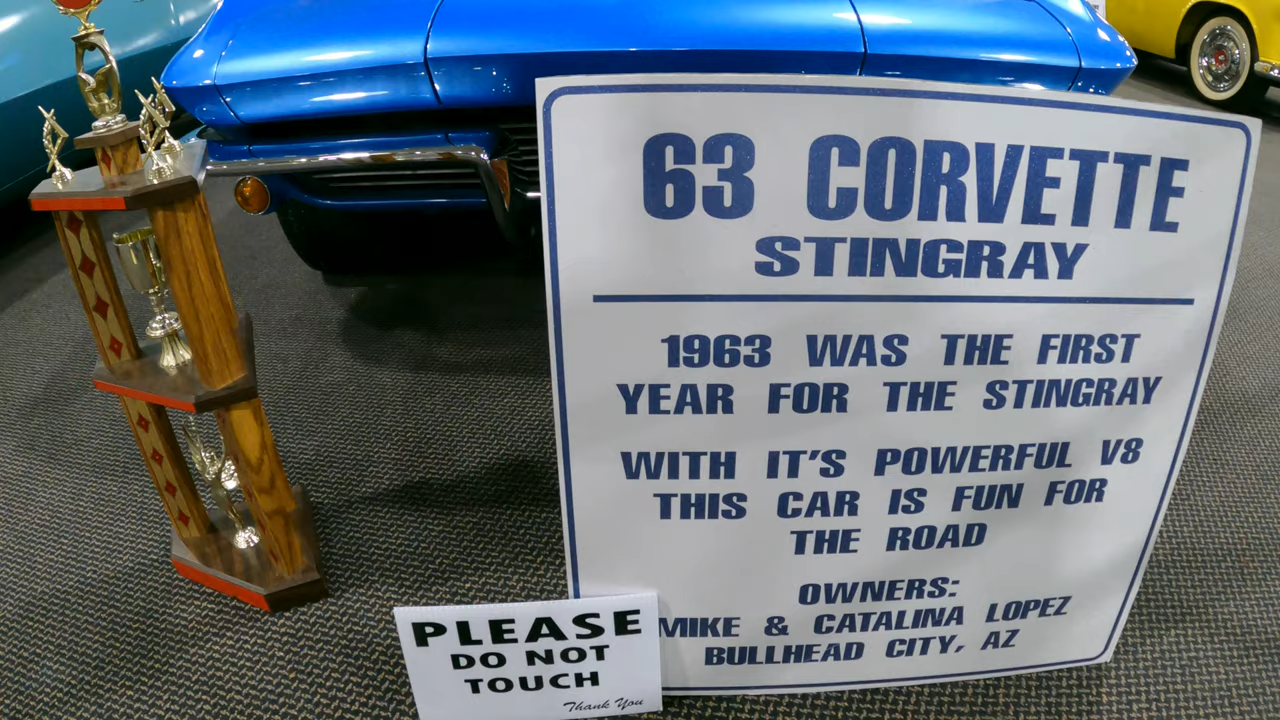 63 CORVETTE
STINGRAY
1963 WAS THE FIRST
YEAR FOR THE STINGRAY
WITH IT'S POWERFUL V8
THIS CAR IS FUN FOR
THE ROAD
OWNERS:
MIKE & CATALINA LOPEZ
BULLHEAD CITY, AZ
PLEASE
DO NOT
TOUCH
Thank You